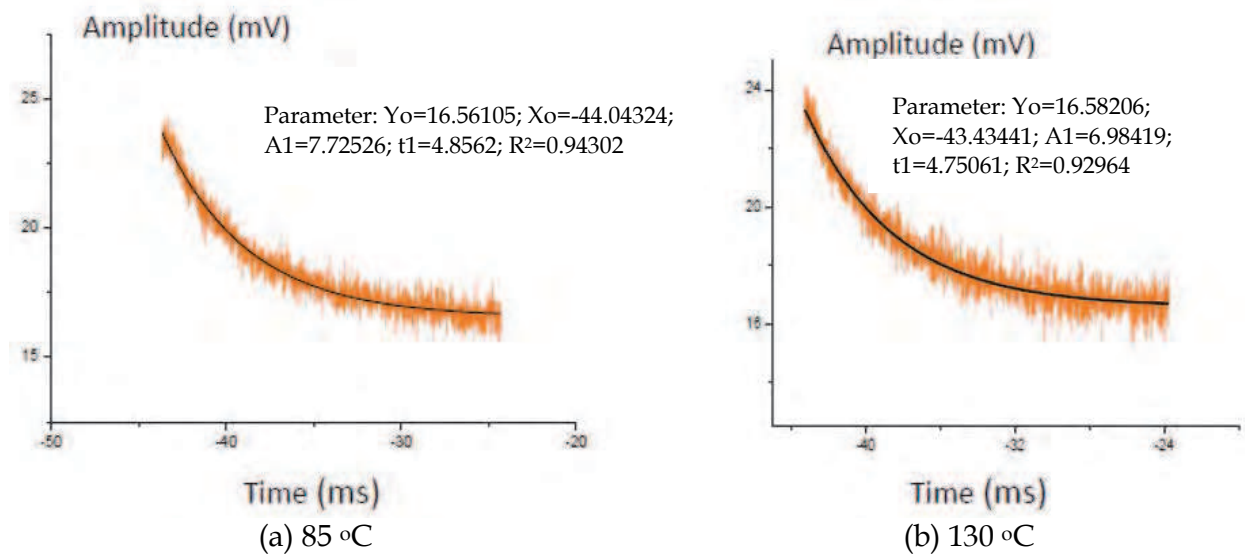 Amplitude (mV)
25
20
15
-50
-40
-30
-20
Parameter: Yo=16.56105; Xo=-44.04324;
A1=7.72526; t1=4.8562; R²=0.94302
Time (ms)
(a) 85 ºC
Amplitude (mV)
24
20
16
-40
-32
-24
Parameter: Yo=16.58206;
Xo=-43.43441; A1=6.98419;
t1=4.75061; R²=0.92964
Time (ms)
(b) 130 ºC